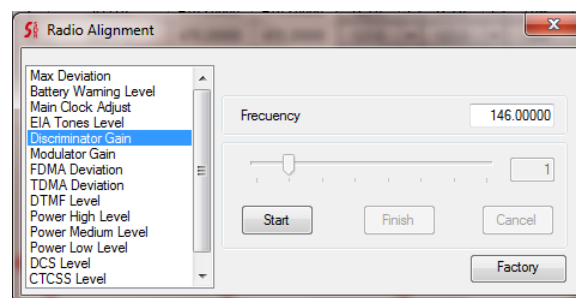 Radio Alignment
Max Deviation
Battery Warning Level
Main Clock Adjust
EIA Tones Level
Discriminator Gain
Modulator Gain
FDMA Deviation
TDMA Deviation
DTMF Level
Power High Level
Power Medium Level
Power Low Level
DCS Level
CTCSS Level
Frecuency
146.00000
1
Start
Finish
Cancel
Factory